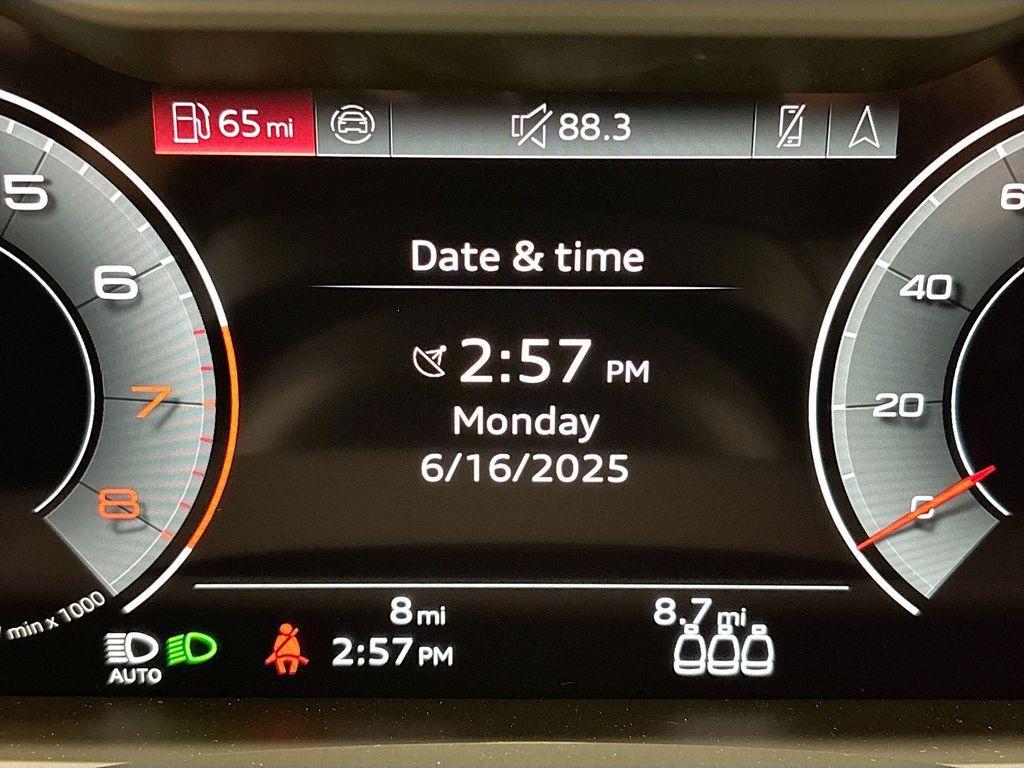 65 mi
88.3
5
6
7
8
min x 1000
Date & time
2:57 PM
Monday
6/16/2025
40
20
0
8 mi
8.7 mi
AUTO
2:57 PM